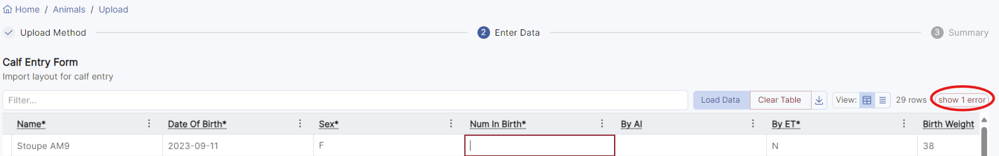 Home / Animals / Upload
Upload Method 2 Enter Data 3 Summary
Calf Entry Form
Import layout for calf entry
Filter... Load Data Clear Table View: 29 rows show 1 error
Name* Date Of Birth* Sex* Num In Birth* By AI By ET* Birth Weight
Stoupe AM9 2023-09-11 F N 38